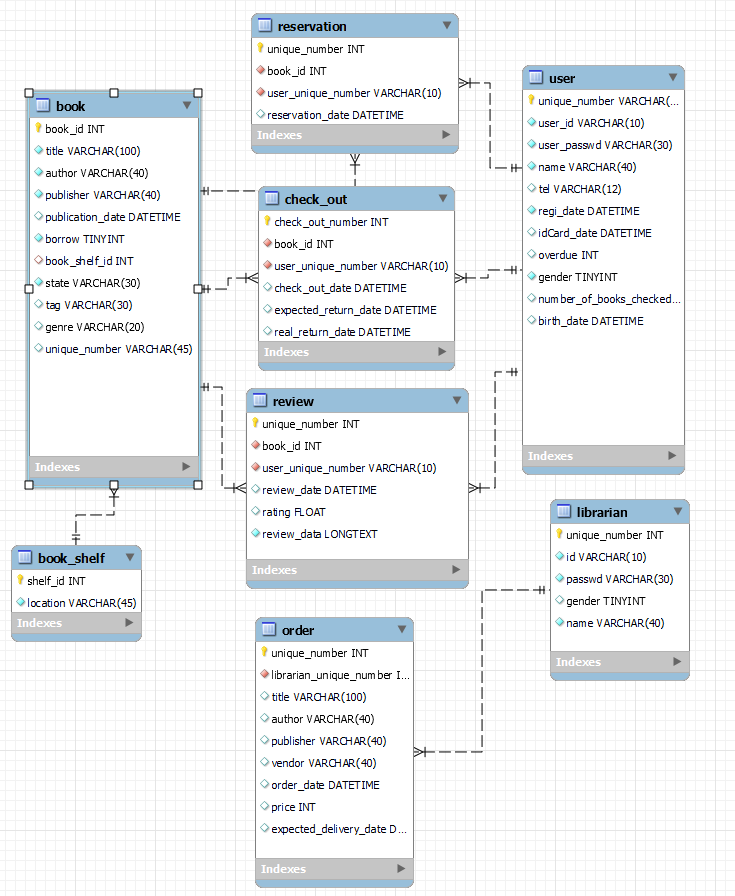 reservation
unique_number INT
book_id INT
user_unique_number VARCHAR(10)
reservation_date DATETIME
Indexes
book
book_id INT
title VARCHAR(100)
author VARCHAR(40)
publisher VARCHAR(40)
publication_date DATETIME
borrow TINYINT
book_shelf_id INT
state VARCHAR(30)
tag VARCHAR(30)
genre VARCHAR(20)
unique_number VARCHAR(45)
Indexes
user
unique_number VARCHAR(...
user_id VARCHAR(10)
user_passwd VARCHAR(30)
name VARCHAR(40)
tel VARCHAR(12)
regi_date DATETIME
idCard_date DATETIME
overdue INT
gender TINYINT
number_of_books_checked...
birth_date DATETIME
Indexes
check_out
check_out_number INT
book_id INT
user_unique_number VARCHAR(10)
check_out_date DATETIME
expected_return_date DATETIME
real_return_date DATETIME
Indexes
review
unique_number INT
book_id INT
user_unique_number VARCHAR(10)
review_date DATETIME
rating FLOAT
review_data LONGTEXT
Indexes
book_shelf
shelf_id INT
location VARCHAR(45)
Indexes
librarian
unique_number INT
id VARCHAR(10)
passwd VARCHAR(30)
gender TINYINT
name VARCHAR(40)
Indexes
order
unique_number INT
librarian_unique_number I...
title VARCHAR(100)
author VARCHAR(40)
publisher VARCHAR(40)
vendor VARCHAR(40)
order_date DATETIME
price INT
expected_delivery_date D...
Indexes